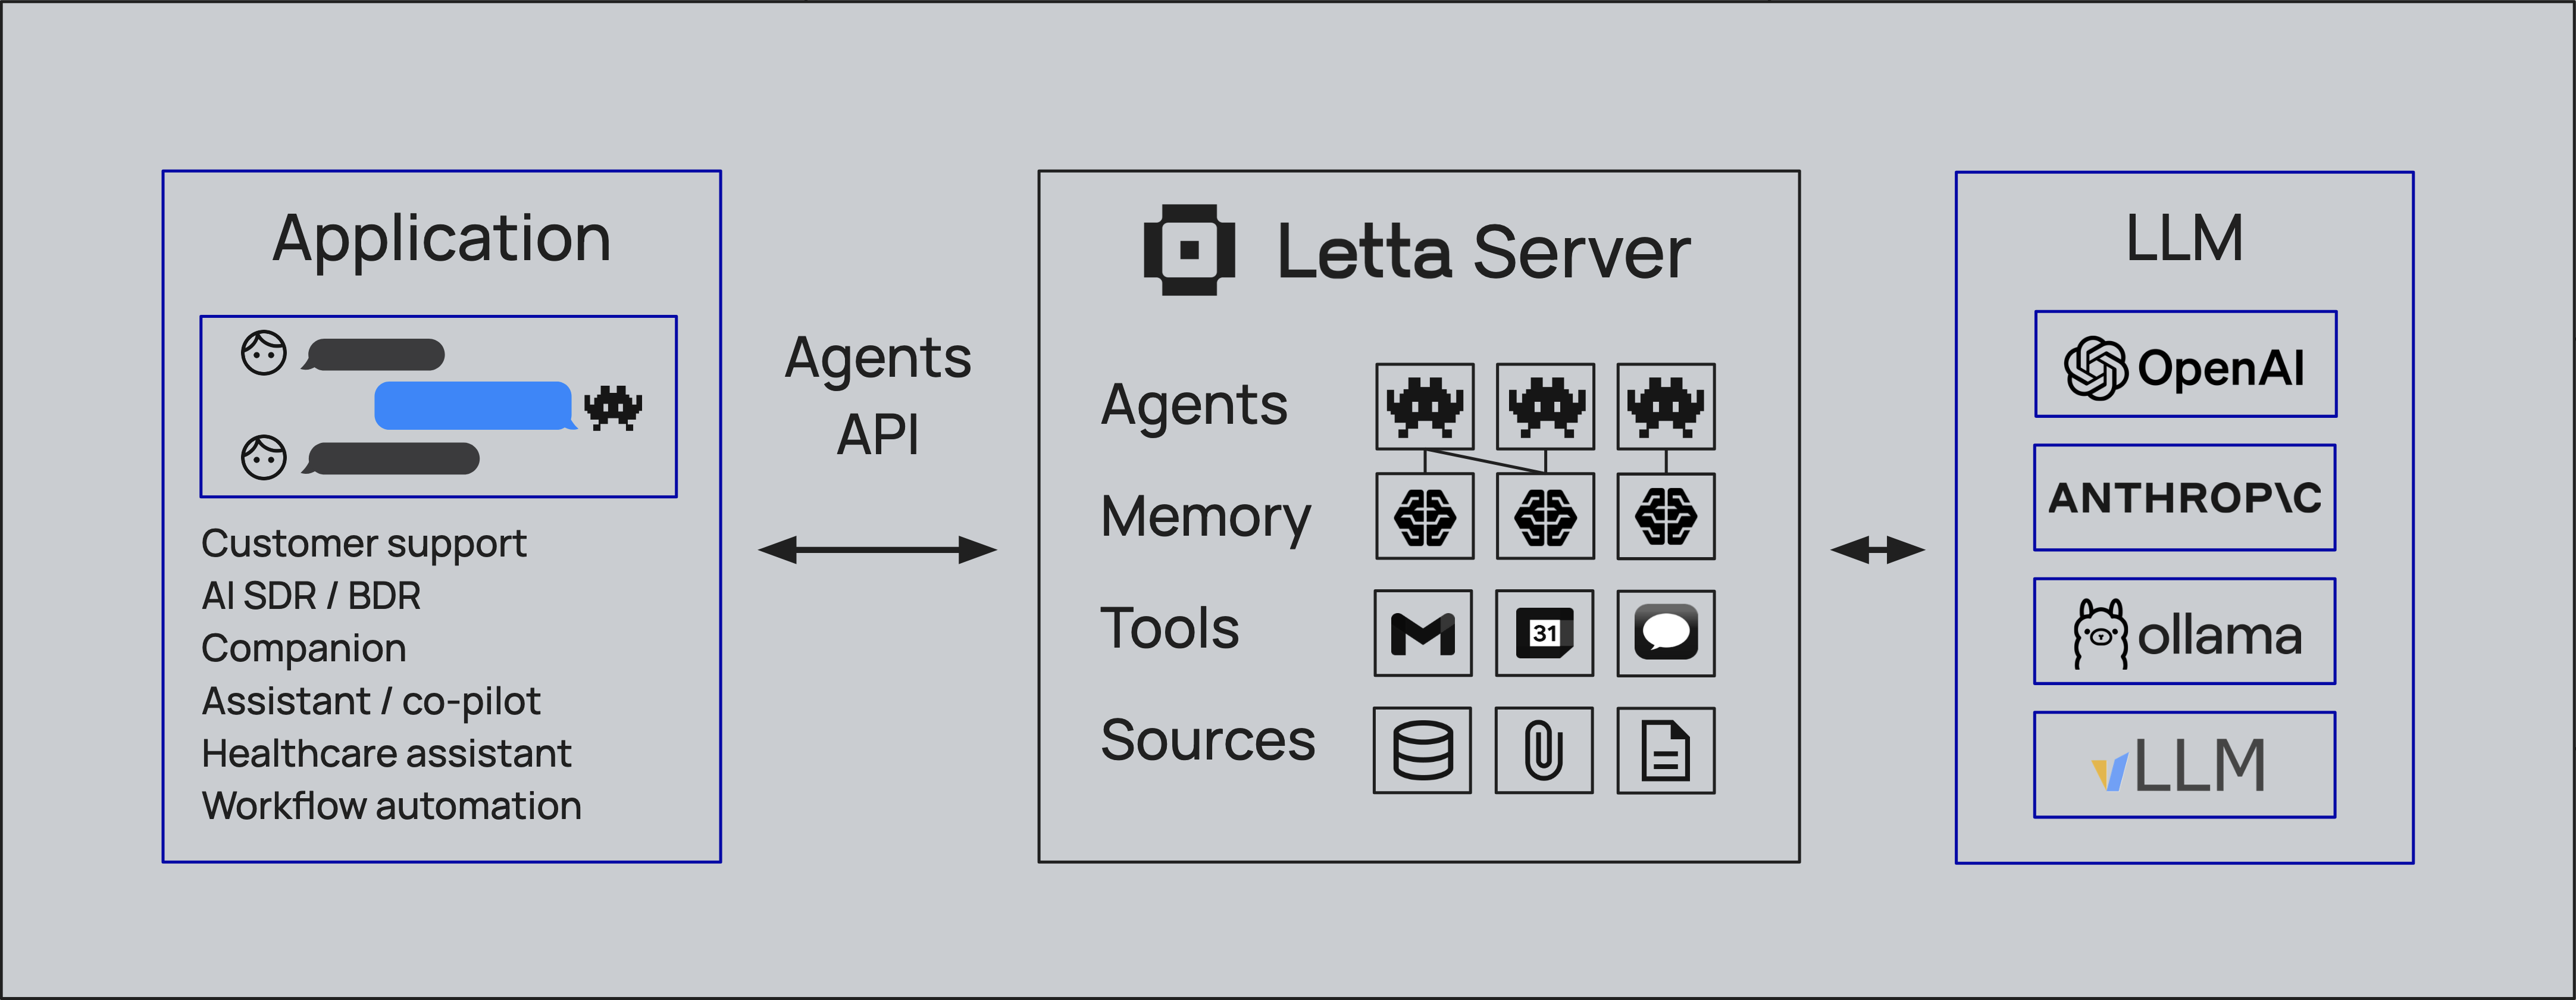 Application
Customer support
AI SDR / BDR
Companion
Assistant / co-pilot
Healthcare assistant
Workflow automation
Agents
API
Letta Server
Agents
Memory
Tools
31
Sources
LLM
OpenAI
ANTHROP\C
ollama
vLLM